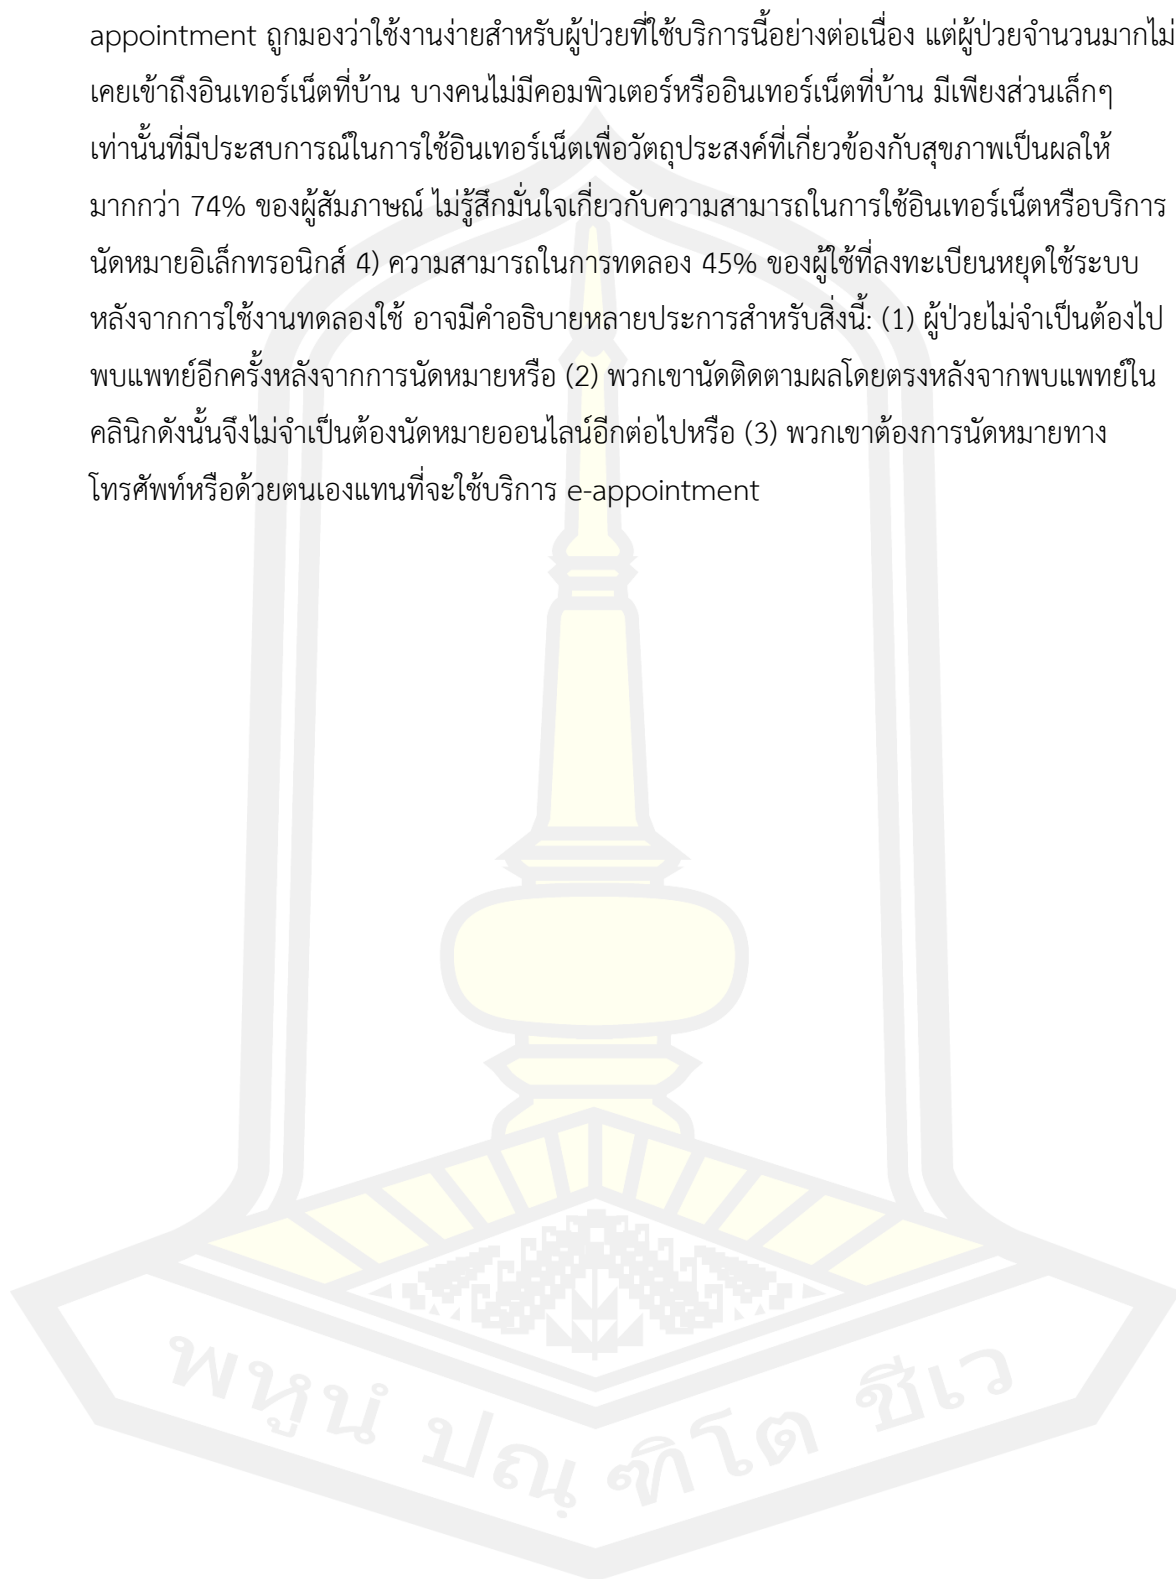 appointment ถูกมองว่าใช้งานง่ายสำหรับผู้ป่วยที่ใช้บริการนี้อย่างต่อเนื่อง แต่ผู้ป่วยจำนวนมากไม่
เคยเข้าถึงอินเทอร์เน็ตที่บ้าน บางคนไม่มีคอมพิวเตอร์หรืออินเทอร์เน็ตที่บ้าน มีเพียงส่วนเล็กๆ
เท่านั้นที่มีประสบการณ์ในการใช้อินเทอร์เน็ตเพื่อวัตถุประสงค์ที่เกี่ยวข้องกับสุขภาพเป็นผลให้
มากกว่า 74% ของผู้สัมภาษณ์ ไม่รู้สึกมั่นใจเกี่ยวกับความสามารถในการใช้อินเทอร์เน็ตหรือบริการ
นัดหมายอิเล็กทรอนิกส์ 4) ความสามารถในการทดลอง 45% ของผู้ใช้ที่ลงทะเบียนหยุดใช้ระบบ
หลังจากการใช้งานทดลองใช้ อาจมีคำอธิบายหลายประการสำหรับสิ่งนี้: (1) ผู้ป่วยไม่จำเป็นต้องไป
พบแพทย์อีกครั้งหลังจากการนัดหมายหรือ (2) พวกเขานัดติดตามผลโดยตรงหลังจากพบแพทย์ใน
คลินิกดังนั้นจึงไม่จำเป็นต้องนัดหมายออนไลน์อีกต่อไปหรือ (3) พวกเขาต้องการนัดหมายทาง
โทรศัพท์หรือด้วยตนเองแทนที่จะใช้บริการ e-appointment
พหูนํ ปณฺฑิโต ชีเว